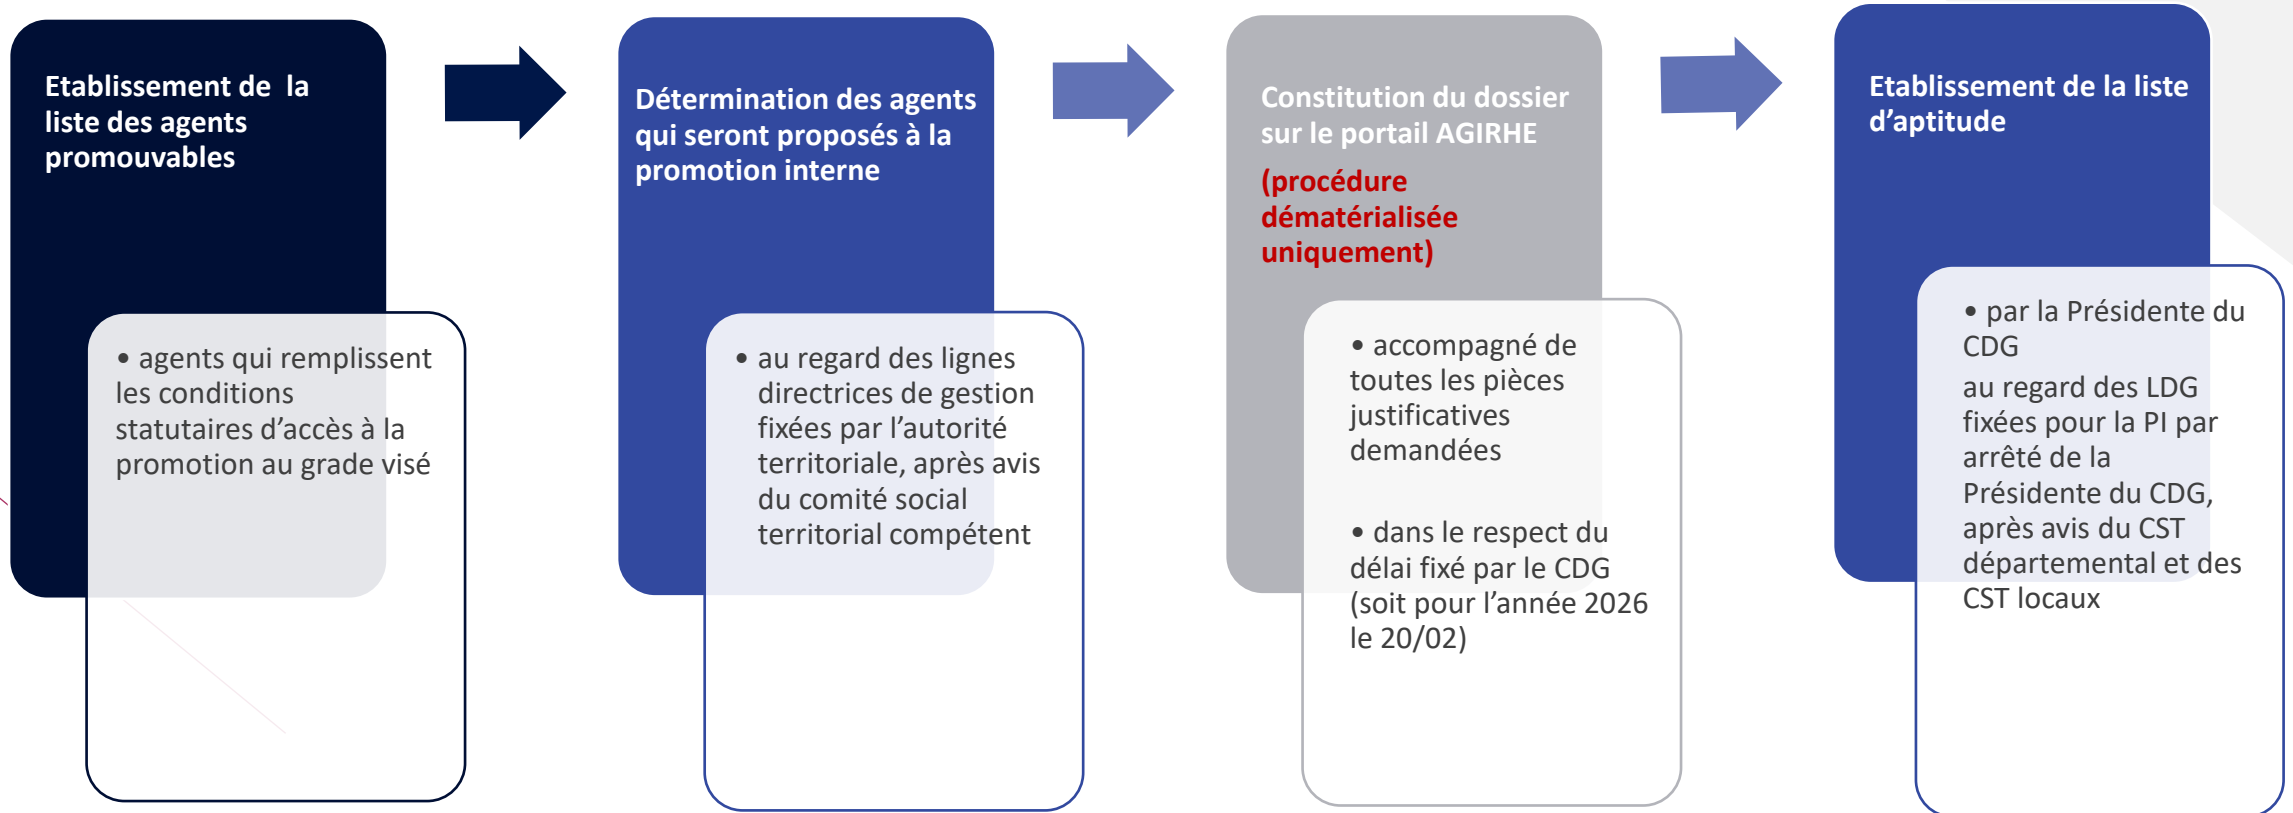 Etablissement de  la
liste des agents
promouvables
• agents qui remplissent
les conditions
statutaires d’accès à la
promotion au grade visé
Détermination des agents
qui seront proposés à la
promotion interne
• au regard des lignes
directrices de gestion
fixées par l’autorité
territoriale, après avis
du comité social
territorial compétent
Constitution du dossier
sur le portail AGIRHE
(procédure
dématérialisée
uniquement)
• accompagné de
toutes les pièces
justificatives
demandées
• dans le respect du
délai fixé par le CDG
(soit pour l’année 2026
le 20/02)
Etablissement de la liste
d’aptitude
• par la Présidente du
CDG
au regard des LDG
fixées pour la PI par
arrêté de la
Présidente du CDG,
après avis du CST
départemental et des
CST locaux